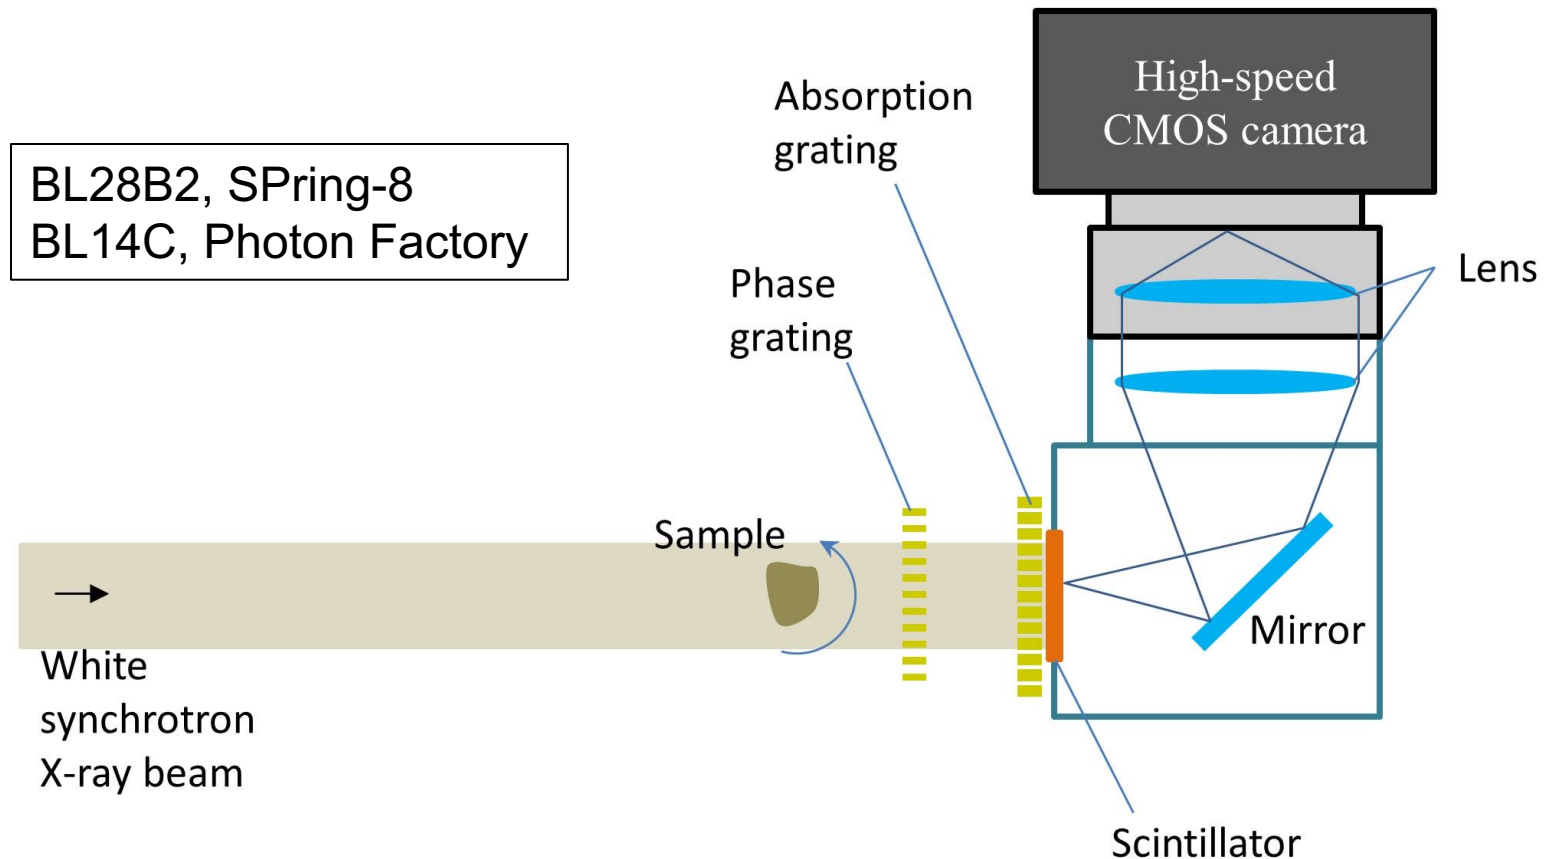 High-speed
CMOS camera
Absorption
grating
BL28B2, SPring-8
BL14C, Photon Factory
Phase
grating
Lens
Sample
Mirror
White
synchrotron
X-ray beam
Scintillator